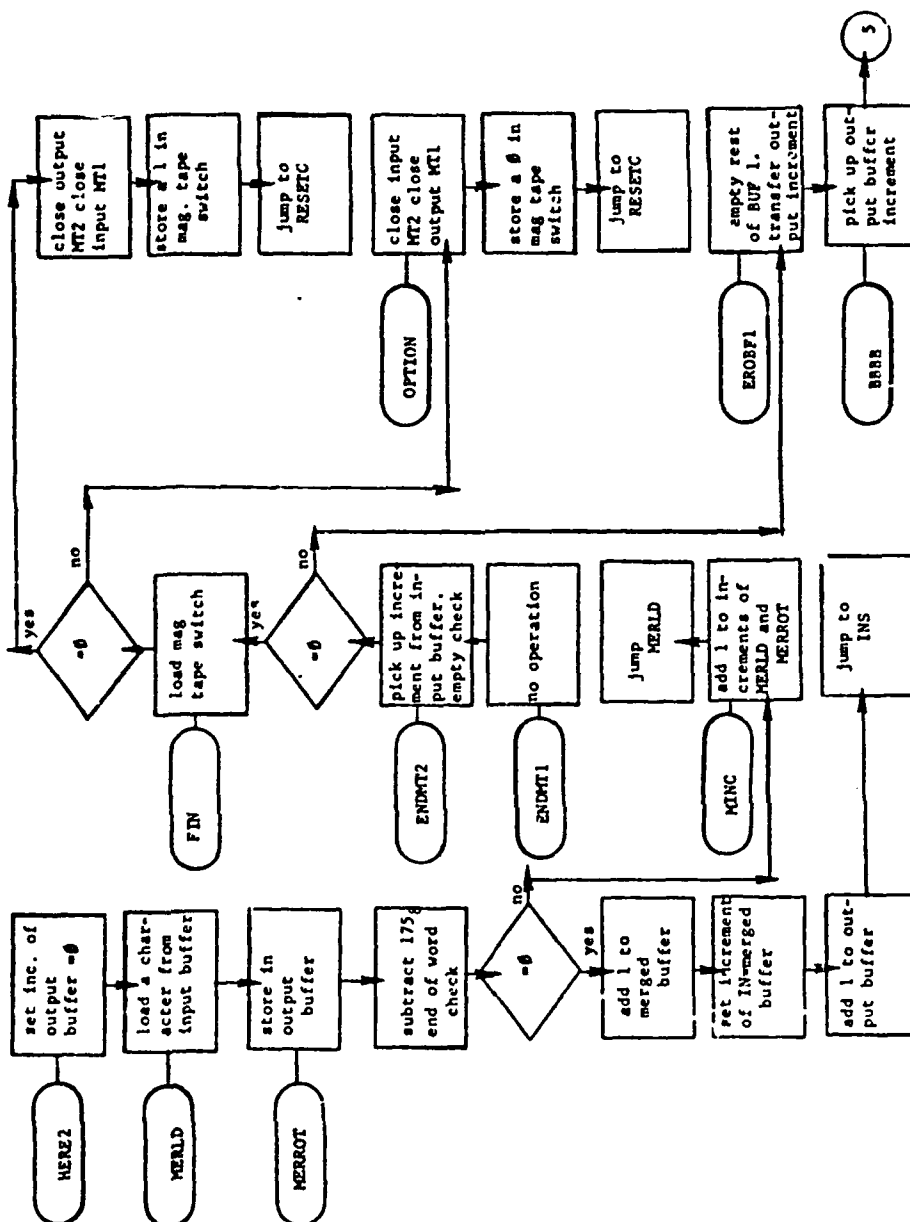 HERE2
set inc. of
output
buffer =0
MERLD
load a char-
acter from
input buffer
MERROT
store in
output
buffer
subtract 175₈
end of word
check
=0
no
yes
add 1 to
merged
buffer
set increment
of IN-merged
buffer
add 1 to out-
put buffer
yes
no
=0
FIN
load mag
tape switch
yes
no
=0
ENDMT2
pick up incre-
ment from in-
put buffer.
empty check
ENDMT1
no operation
jump
MERLD
MINC
add 1 to in-
crements of
MERLD and
MERROT
jump to
INS
close output
MT2 close
input MT1
store a 1 in
mag. tape
switch
jump to
RESETC
OPTION
close input
MT2 close
output MT1
store a 0 in
mag tape
switch
jump to
RESETC
EROBF1
empty rest
of BUF 1.
transfer out-
put increment
BBBB
pick up out-
put buffer
increment
5